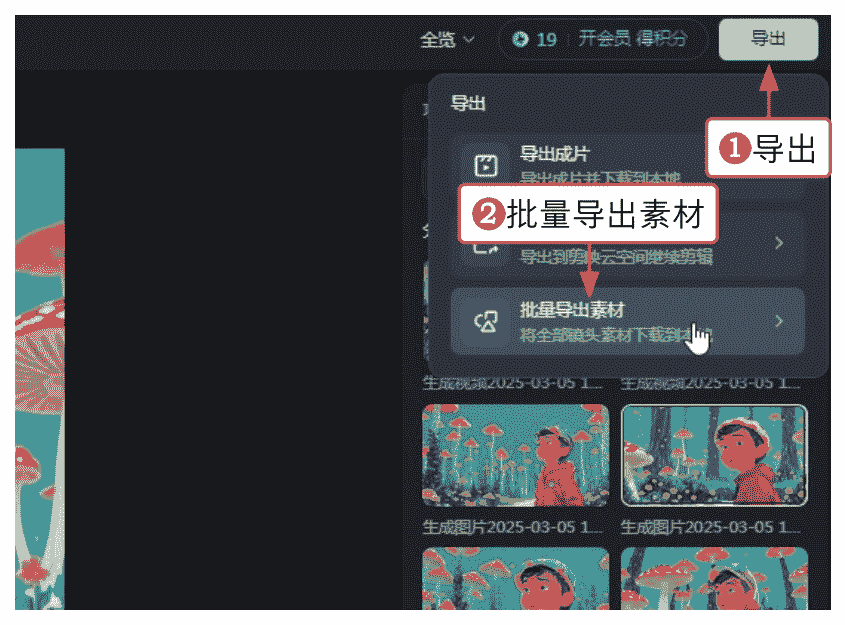 全览
19
开会员 得积分
导出
导出
❶导出
导出成片
导出成片并下载到本地
❷批量导出素材
导出到剪映云空间继续剪辑
批量导出素材
将全部镜头素材下载到本地
生成视频2025-03-05 1...
生成视频2025-03-05 1...
生成图片2025-03-05 1...
生成图片2025-03-05 1...